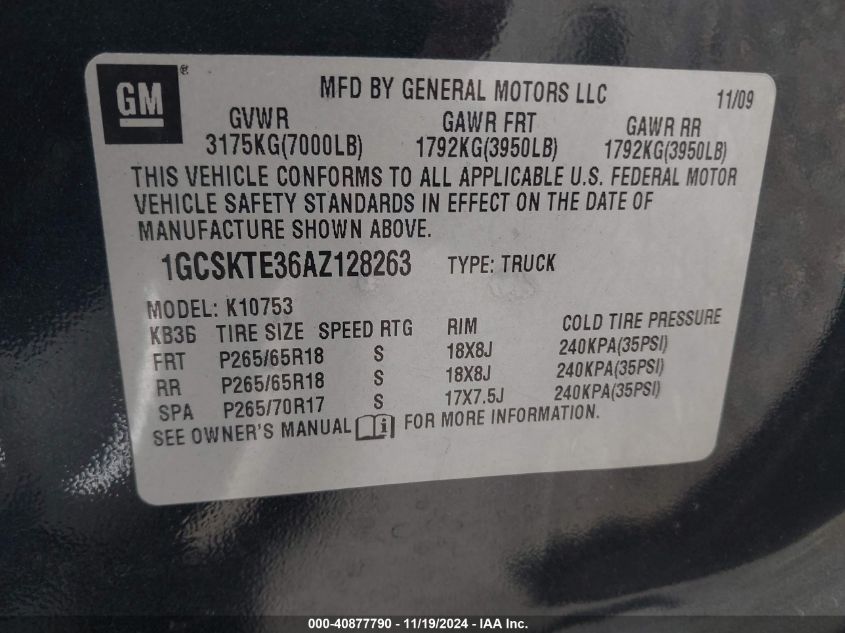 GM®
MFD BY GENERAL MOTORS LLC 11/09
GVWR GAWR FRT GAWR RR
3175KG(7000LB) 1792KG(3950LB) 1792KG(3950LB)
THIS VEHICLE CONFORMS TO ALL APPLICABLE U.S. FEDERAL MOTOR
VEHICLE SAFETY STANDARDS IN EFFECT ON THE DATE OF
MANUFACTURE SHOWN ABOVE.
1GCSKTE36AZ128263 TYPE: TRUCK
MODEL: K10753
KB36 TIRE SIZE SPEED RTG RIM COLD TIRE PRESSURE
FRT P265/65R18 S 18X8J 240KPA(35PSI)
RR P265/65R18 S 18X8J 240KPA(35PSI)
SPA P265/70R17 S 17X7.5J 240KPA(35PSI)
SEE OWNER'S MANUAL i FOR MORE INFORMATION.
000-40877790 - 11/19/2024 - IAA Inc.